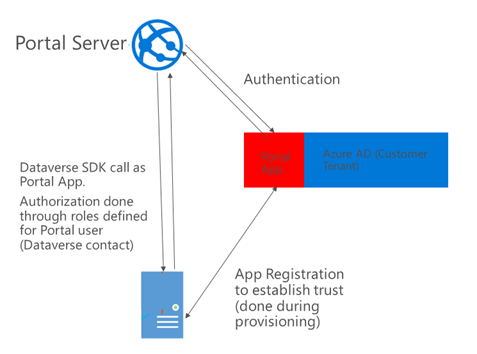 Portal Server
Authentication
Portal
App
Azure AD (Customer
Tenant)
Dataverse SDK call as
Portal App.
Authorization done
through roles defined
for Portal user
(Dataverse contact)
App Registration
to establish trust
(done during
provisioning)